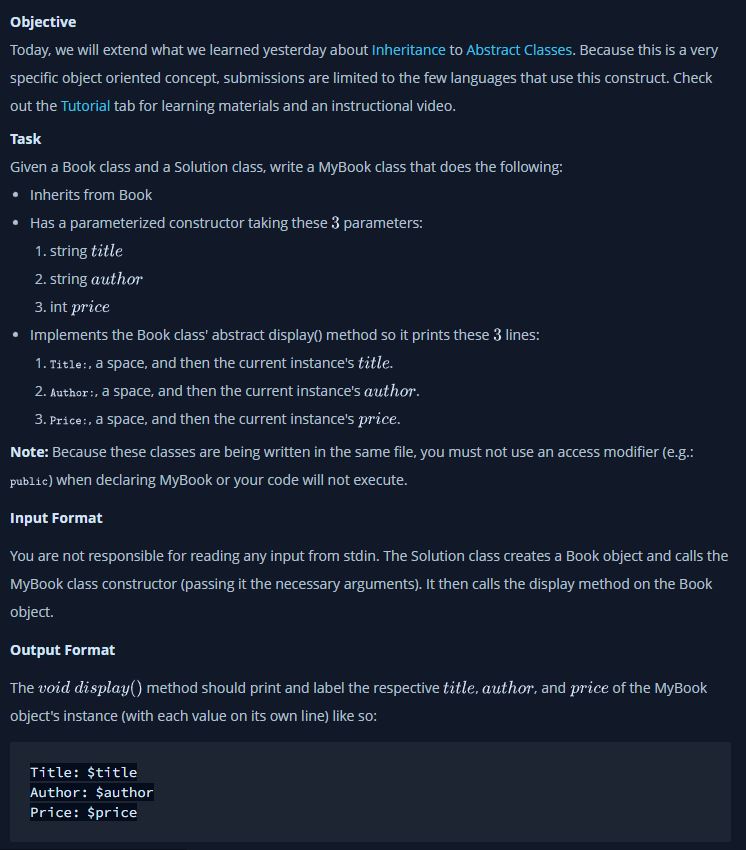 Objective
Today, we will extend what we learned yesterday about Inheritance to Abstract Classes. Because this is a very
specific object oriented concept, submissions are limited to the few languages that use this construct. Check
out the Tutorial tab for learning materials and an instructional video.
Task
Given a Book class and a Solution class, write a MyBook class that does the following:
• Inherits from Book
• Has a parameterized constructor taking these 3 parameters:
1. string title
2. string author
3. int price
• Implements the Book class' abstract display() method so it prints these 3 lines:
1. Title:, a space, and then the current instance's title.
2. Author:, a space, and then the current instance's author.
3. Price:, a space, and then the current instance's price.
Note: Because these classes are being written in the same file, you must not use an access modifier (e.g.:
public) when declaring MyBook or your code will not execute.
Input Format
You are not responsible for reading any input from stdin. The Solution class creates a Book object and calls the
MyBook class constructor (passing it the necessary arguments). It then calls the display method on the Book
object.
Output Format
The void display() method should print and label the respective title, author, and price of the MyBook
object's instance (with each value on its own line) like so:
Title: $title
Author: $author
Price: $price